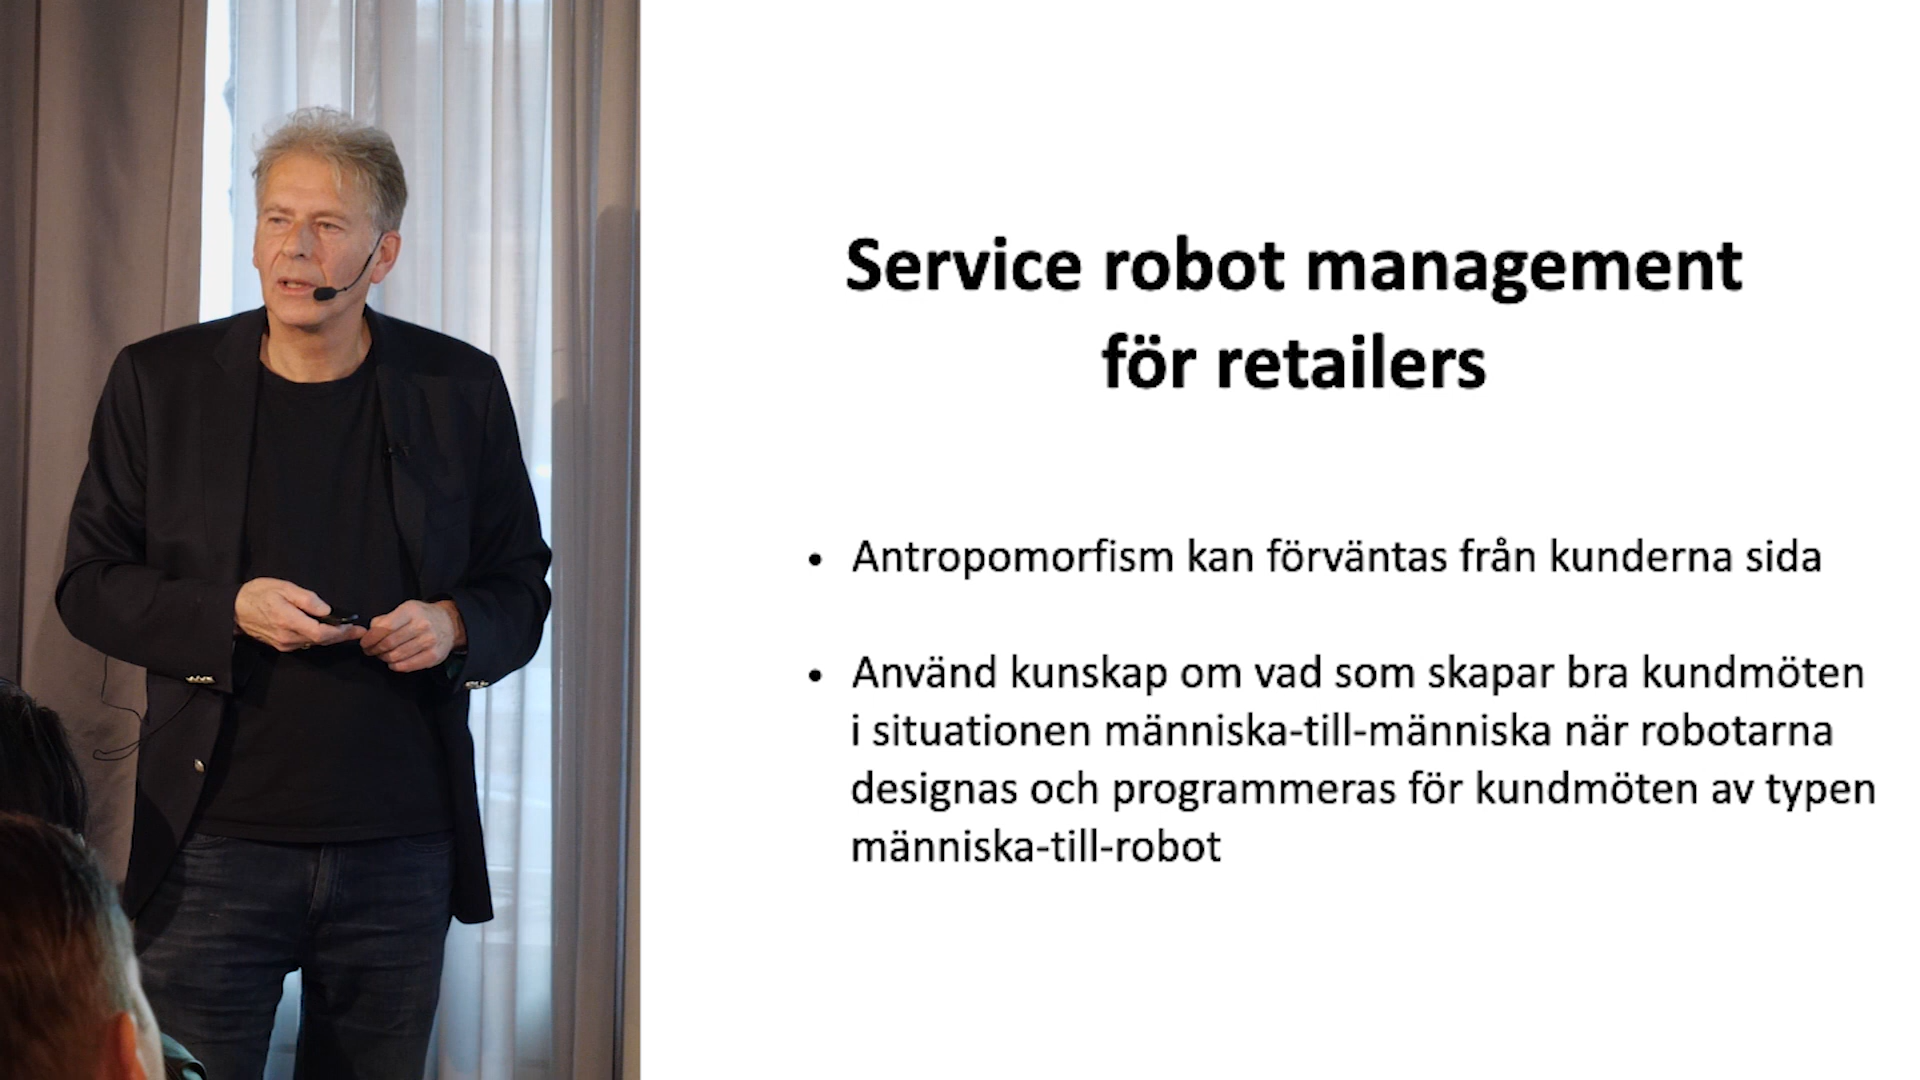 Service robot management
för retailers
• Antropomorfism kan förväntas från kunderna sida
• Använd kunskap om vad som skapar bra kundmöten
i situationen människa-till-människa när robotarna
designas och programmeras för kundmöten av typen
människa-till-robot